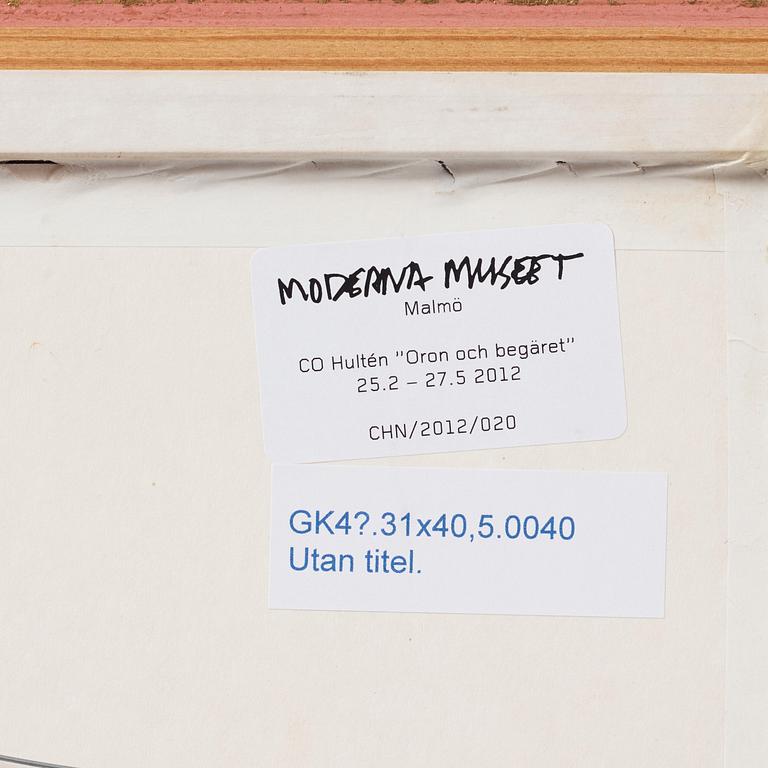 MODERNA MUSEET
Malmö
CO Hultén ”Oron och begäret”
25.2 – 27.5 2012
CHN/2012/020
GK4?.31x40,5.0040
Utan titel.